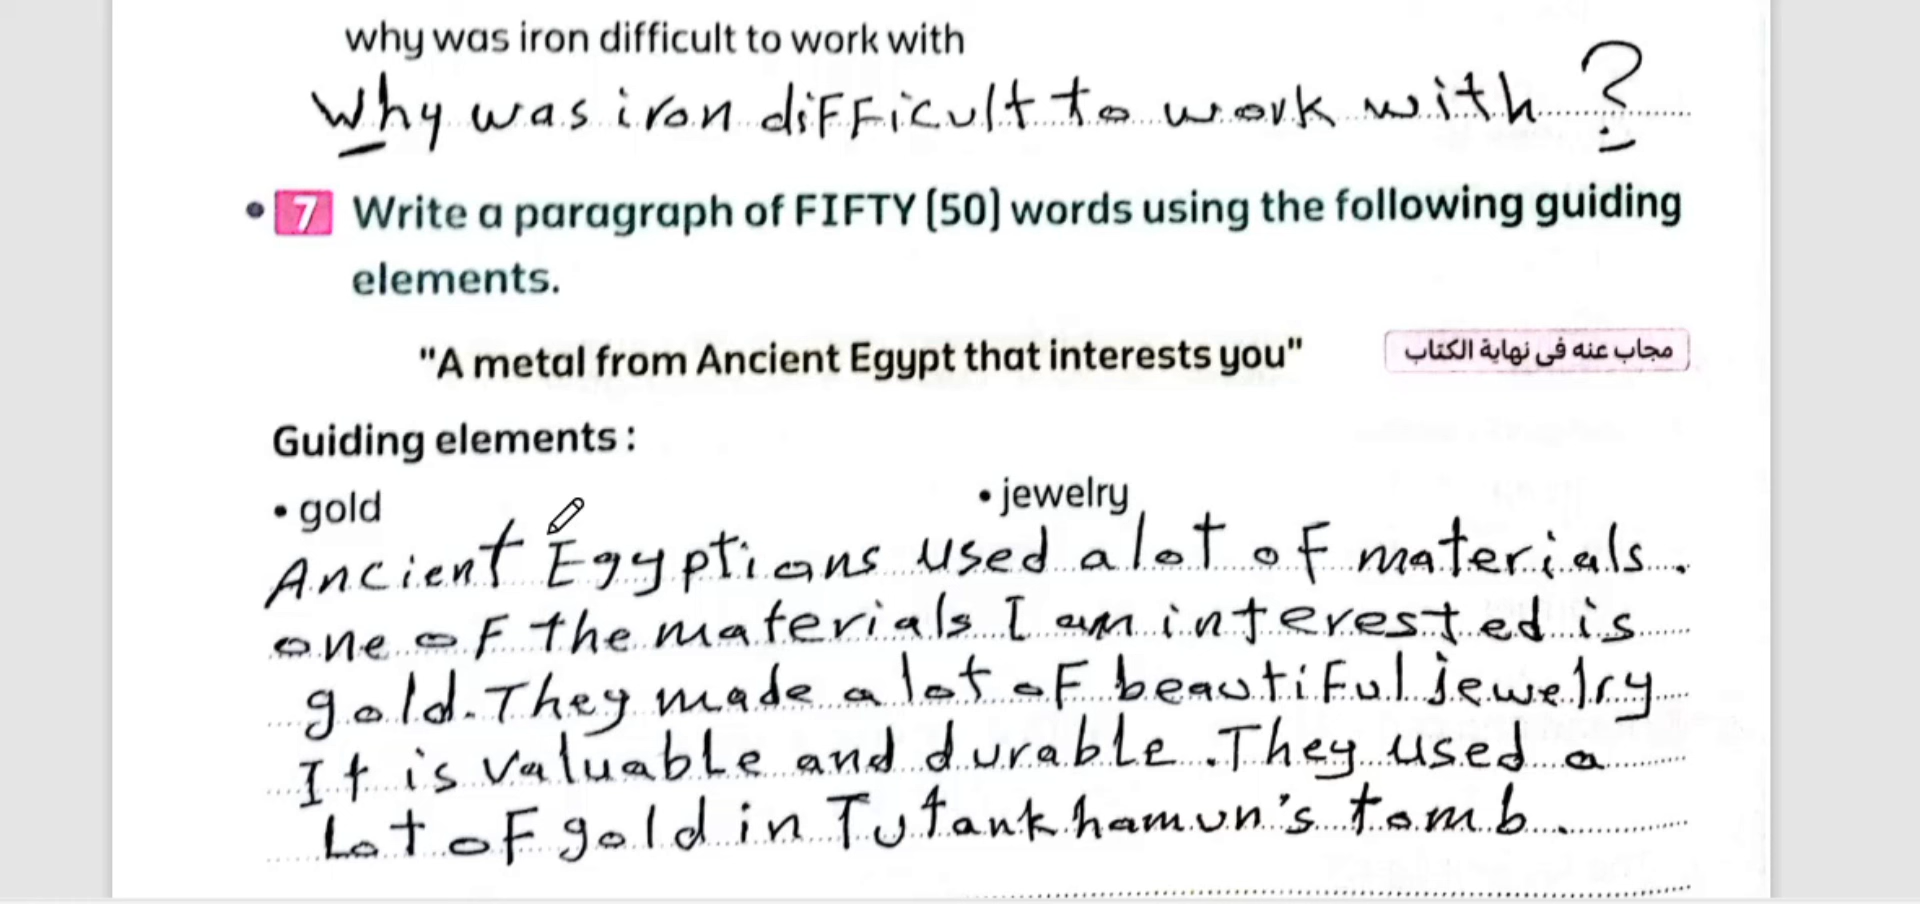 why was iron difficult to work with
Why was iron difficult to work with ?
• 7 Write a paragraph of FIFTY (50) words using the following guiding
elements.
"A metal from Ancient Egypt that interests you"
مجاب عنه فى نهاية الكتاب
Guiding elements :
• gold • jewelry
Ancient Egyptians used a lot of materials.
one of the materials I am interested is
gold. They made a lot of beautiful jewelry
It is valuable and durable. They used a
Lot of gold in Tutankhamun's tomb.